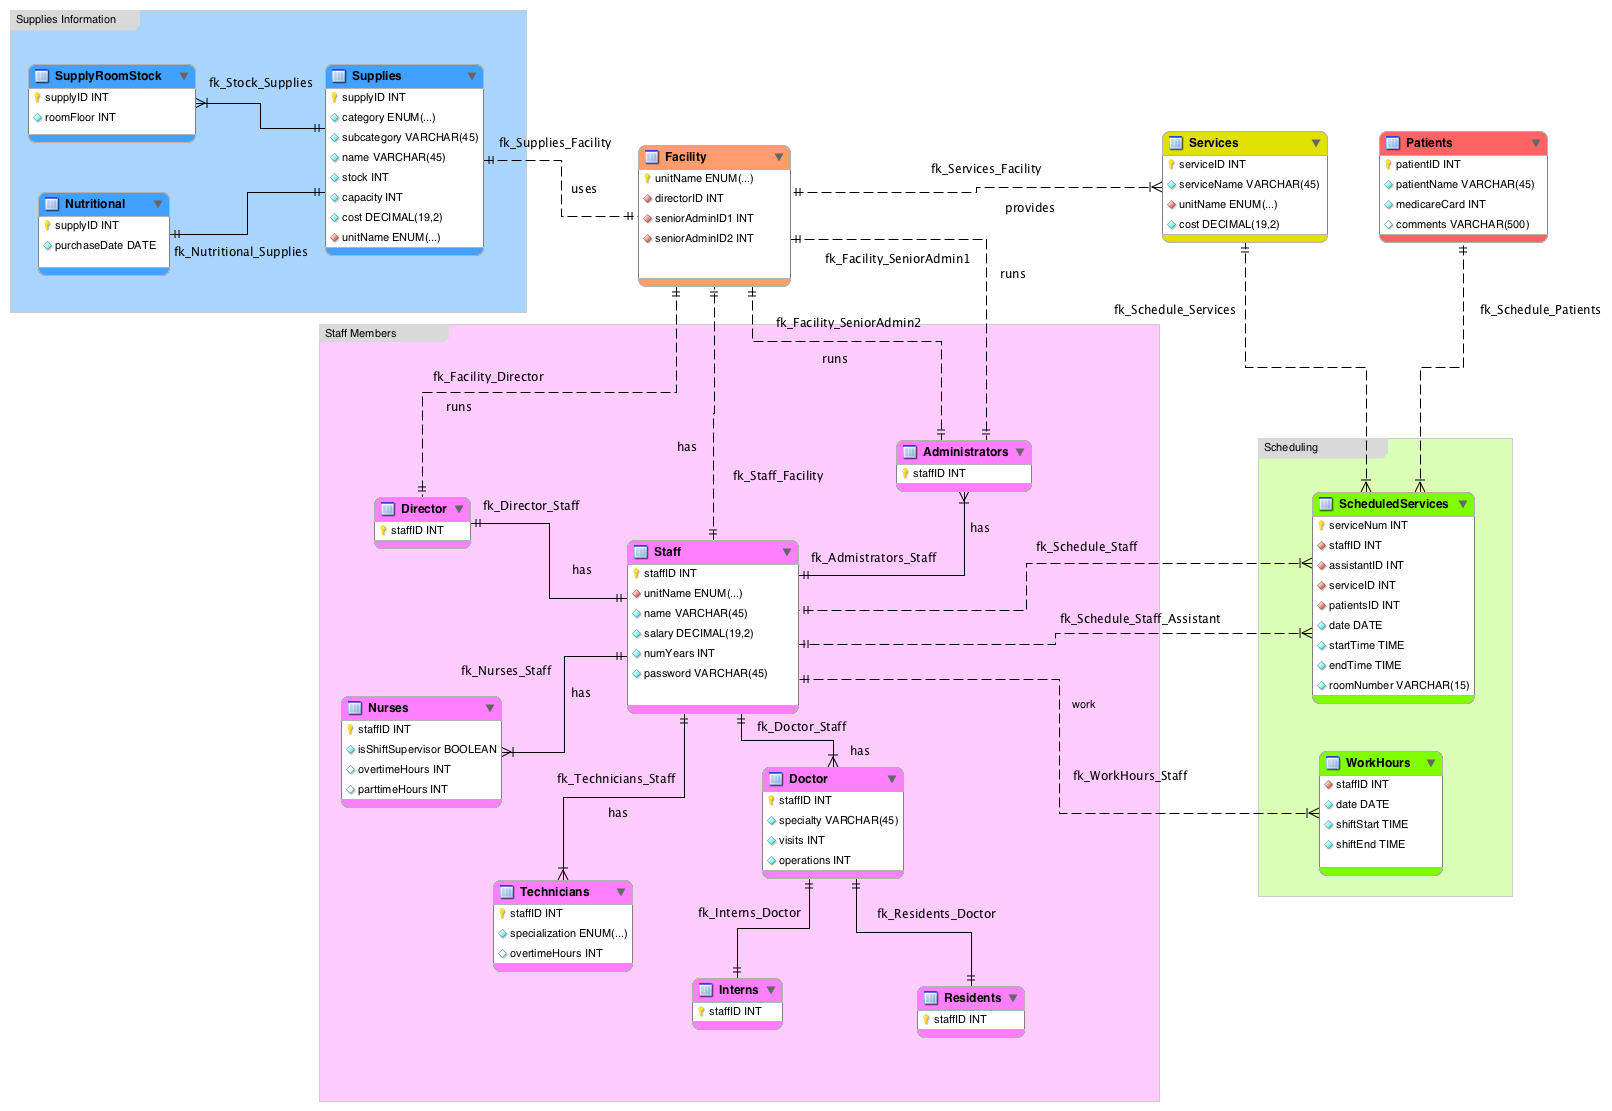 Supplies Information
SupplyRoomStock
supplyID INT
roomFloor INT
fk_Stock_Supplies
Supplies
supplyID INT
category ENUM(...)
subcategory VARCHAR(45)
name VARCHAR(45)
stock INT
capacity INT
cost DECIMAL(19,2)
unitName ENUM(...)
Nutritional
supplyID INT
purchaseDate DATE
fk_Nutritional_Supplies
fk_Supplies_Facility
uses
Facility
unitName ENUM(...)
directorID INT
seniorAdminID1 INT
seniorAdminID2 INT
fk_Services_Facility
provides
Services
serviceID INT
serviceName VARCHAR(45)
unitName ENUM(...)
cost DECIMAL(19,2)
Patients
patientID INT
patientName VARCHAR(45)
medicareCard INT
comments VARCHAR(500)
fk_Facility_SeniorAdmin1
runs
fk_Schedule_Services
fk_Schedule_Patients
Staff Members
fk_Facility_SeniorAdmin2
runs
fk_Facility_Director
runs
has
fk_Staff_Facility
Administrators
staffID INT
has
fk_Admistrators_Staff
Director
staffID INT
fk_Director_Staff
has
Staff
staffID INT
unitName ENUM(...)
name VARCHAR(45)
salary DECIMAL(19,2)
numYears INT
password VARCHAR(45)
fk_Schedule_Staff
fk_Schedule_Staff_Assistant
work
fk_WorkHours_Staff
Scheduling
ScheduledServices
serviceNum INT
staffID INT
assistantID INT
serviceID INT
patientsID INT
date DATE
startTime TIME
endTime TIME
roomNumber VARCHAR(15)
WorkHours
staffID INT
date DATE
shiftStart TIME
shiftEnd TIME
fk_Nurses_Staff
has
Nurses
staffID INT
isShiftSupervisor BOOLEAN
overtimeHours INT
parttimeHours INT
fk_Doctor_Staff
has
fk_Technicians_Staff
has
Doctor
staffID INT
specialty VARCHAR(45)
visits INT
operations INT
Technicians
staffID INT
specialization ENUM(...)
overtimeHours INT
fk_Interns_Doctor
fk_Residents_Doctor
Interns
staffID INT
Residents
staffID INT